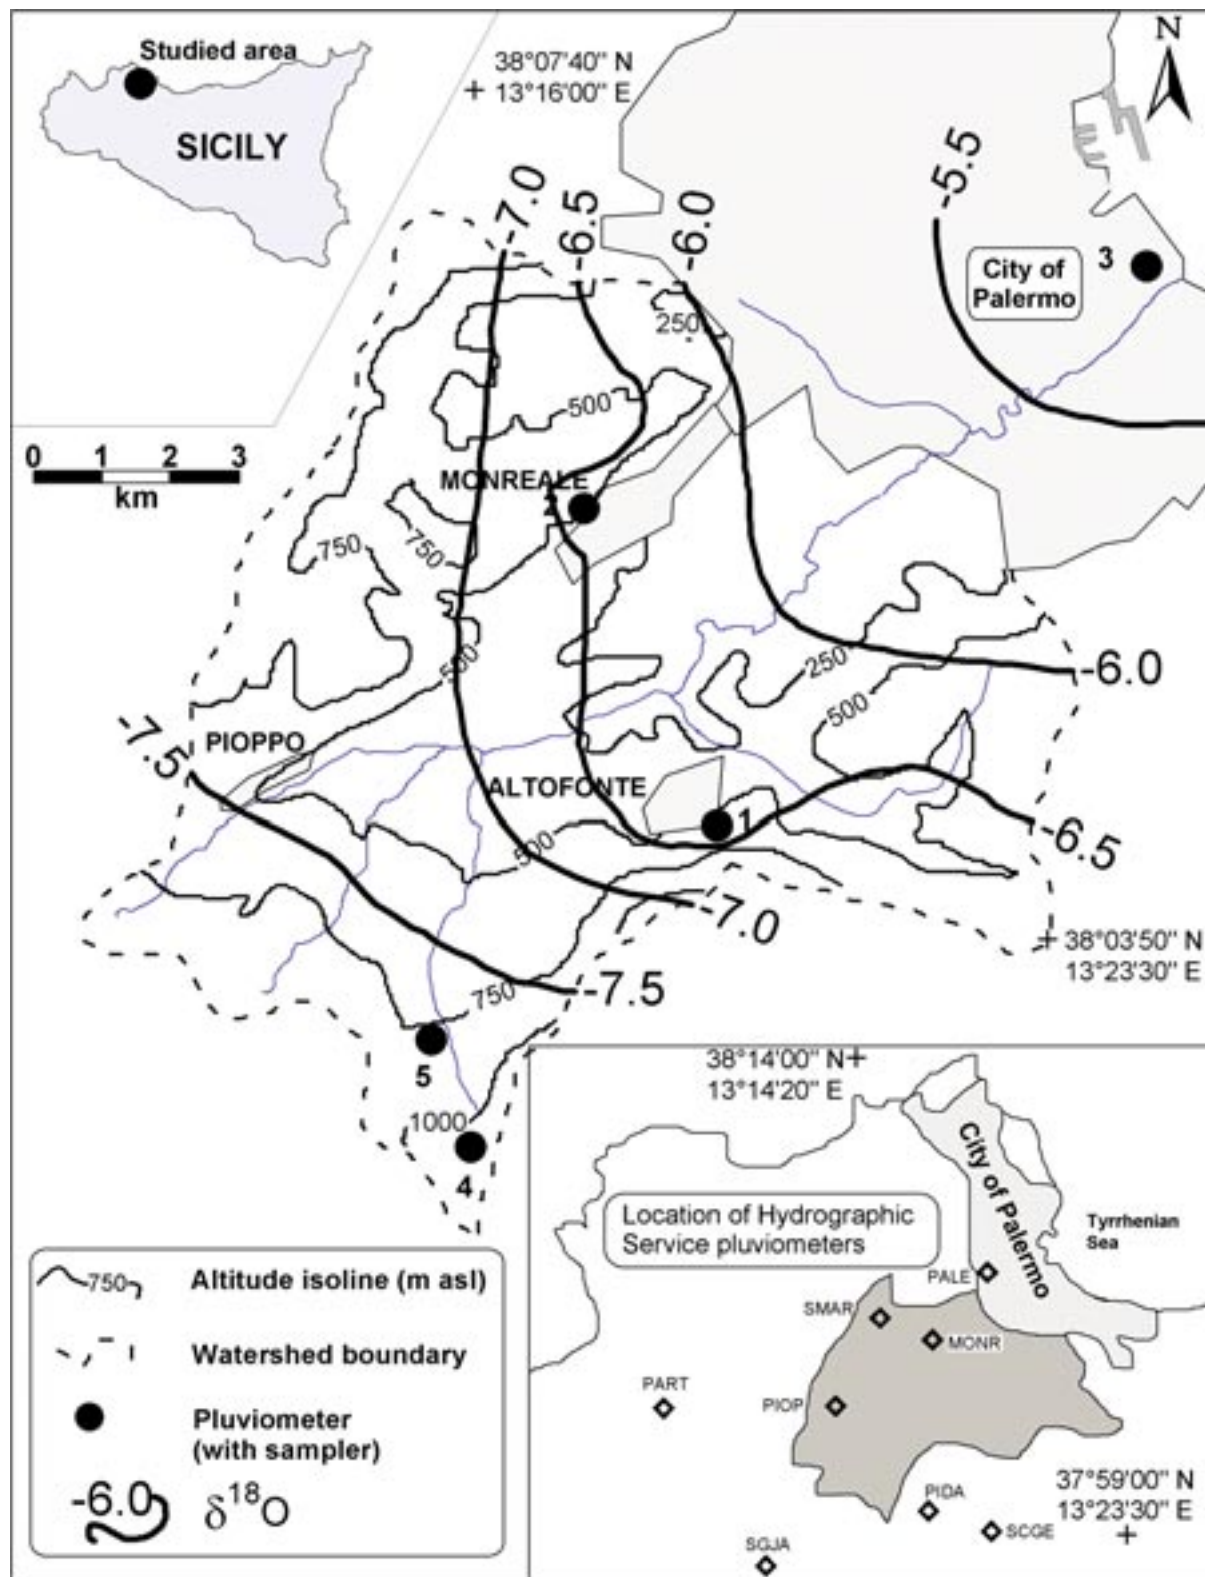 Studied area
SICILY
38°07'40" N
13°16'00" E
N
-7.0
-6.5
-6.0
-5.5
3
City of
Palermo
250
500
0 1 2 3
km
MONREALE
2
750
750
500
250
-6.0
500
-7.5
PIOPPO
ALTOFONTE
1
500
-6.5
-7.0
38°03'50" N
13°23'30" E
-7.5
750
5
1000
4
750
Altitude isoline (m asl)
Watershed boundary
Pluviometer
(with sampler)
-6.0
δ18O
38°14'00" N
13°14'20" E
City of Palermo
Location of Hydrographic
Service pluviometers
Tyrrhenian
Sea
PALE
SMAR
MONR
PART
PIOP
37°59'00" N
13°23'30" E
PIDA
SCGE
SGJA